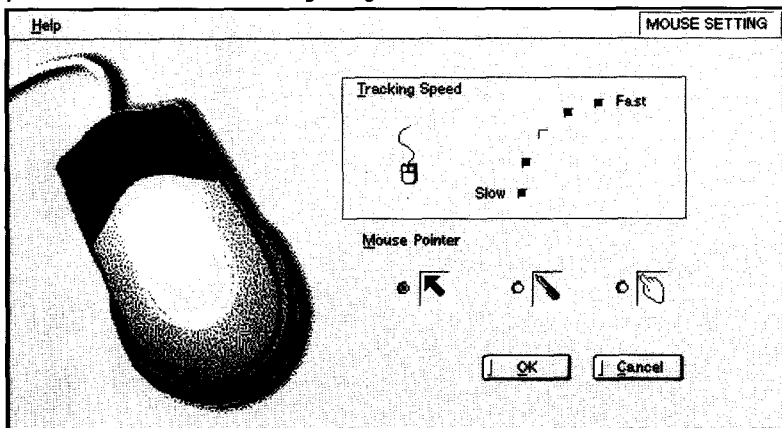 Help
MOUSE SETTING
Tracking Speed
Fast
Slow
Mouse Pointer
OK
Cancel